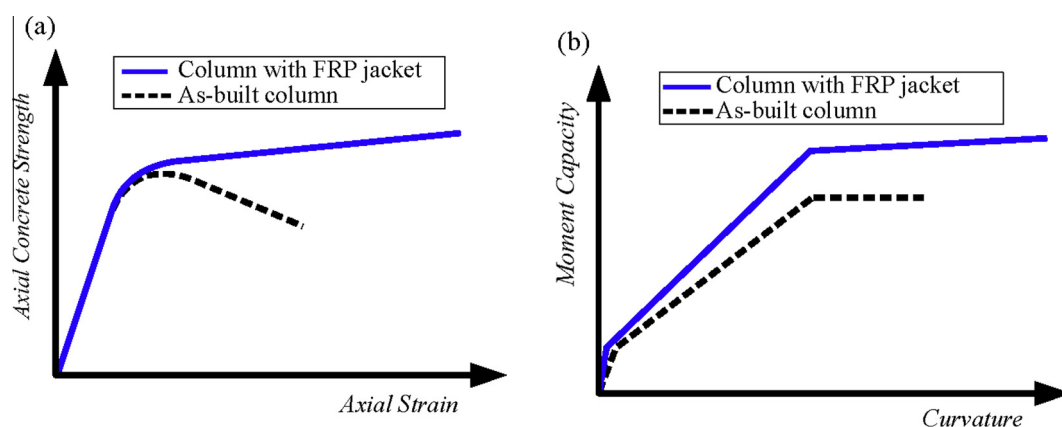 (a)
Column with FRP jacket
As-built column
Axial Concrete Strength
Axial Strain
(b)
Column with FRP jacket
As-built column
Moment Capacity
Curvature